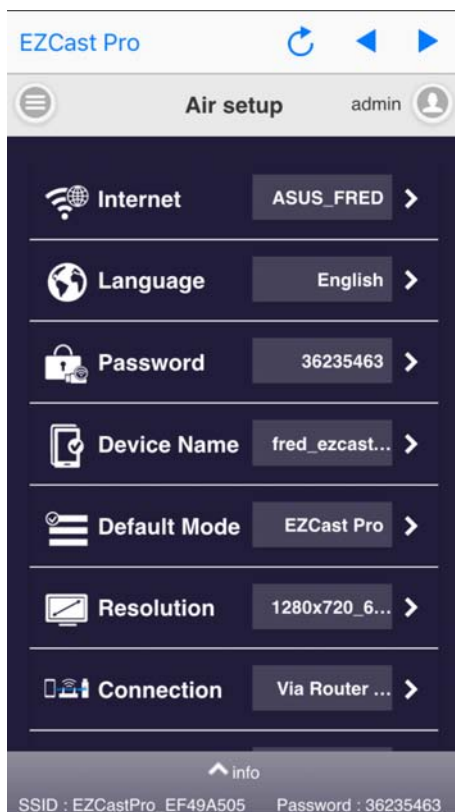 EZCast Pro
Air setup admin
Internet ASUS_FRED
Language English
Password 36235463
Device Name fred_ezcast...
Default Mode EZCast Pro
Resolution 1280x720_6...
Connection Via Router ...
info
SSID : EZCastPro_EF49A505 Password : 36235463